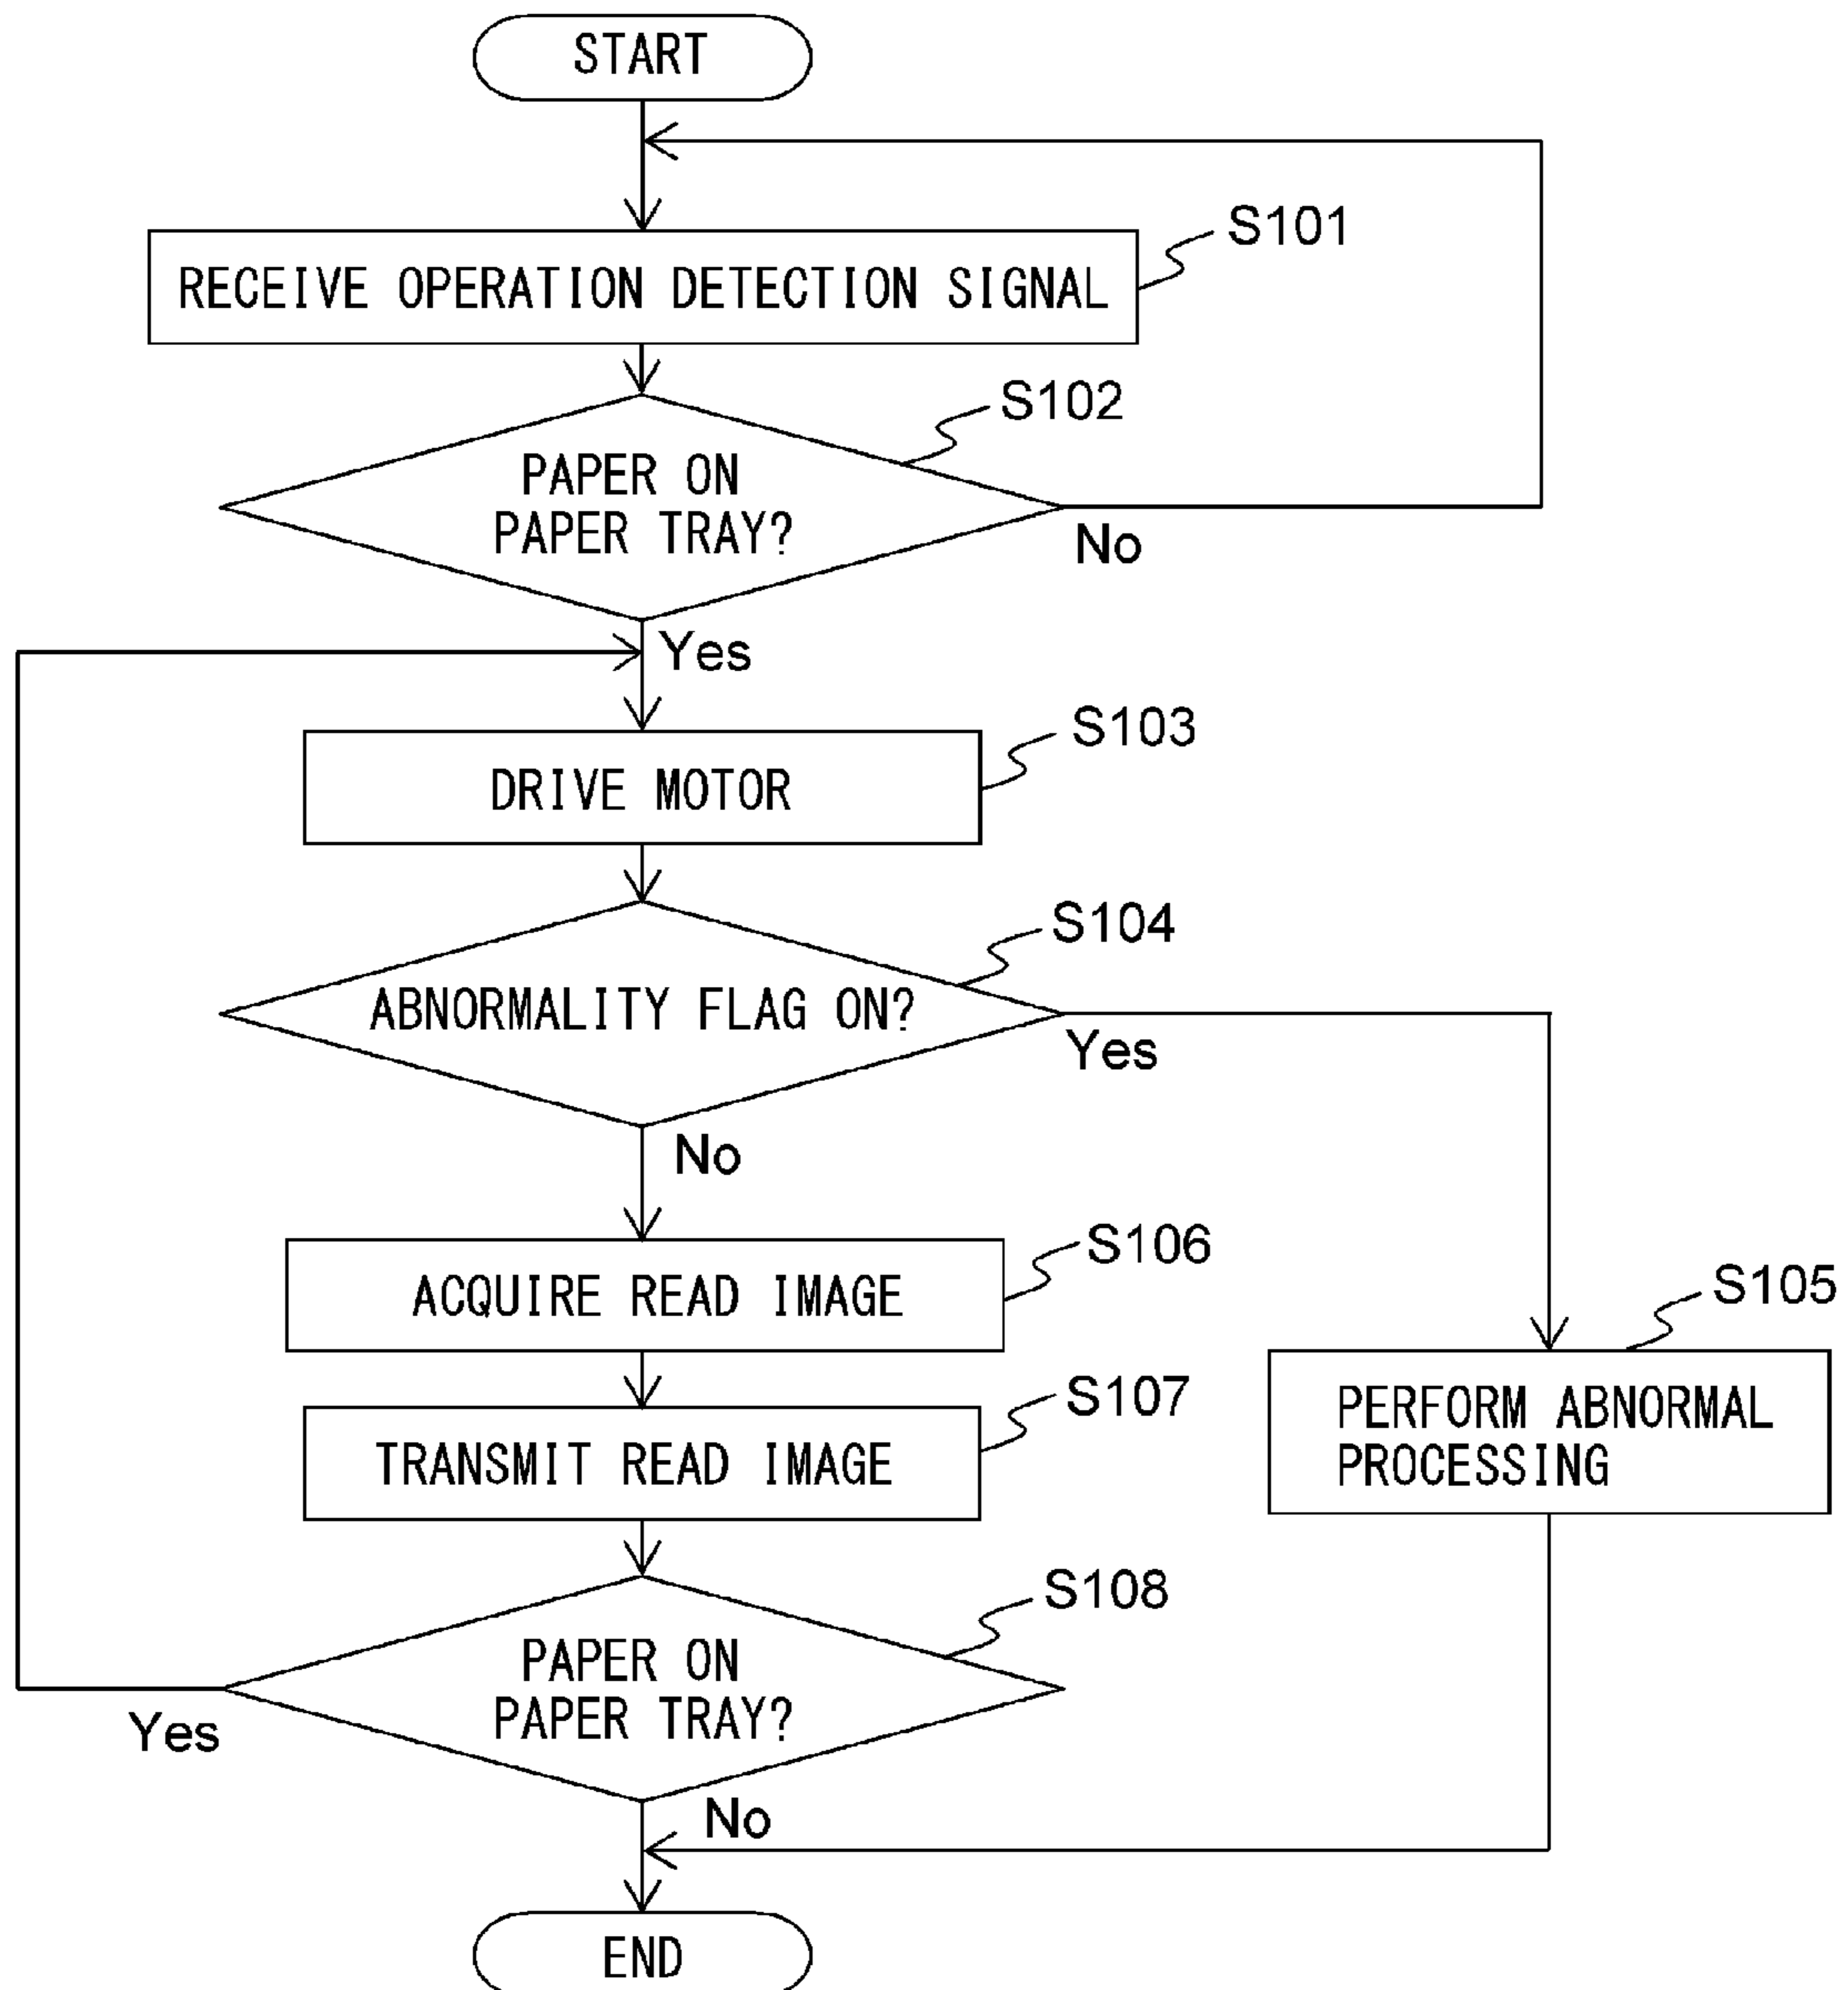 START
S101
RECEIVE OPERATION DETECTION SIGNAL
S102
PAPER ON
PAPER TRAY?
No
Yes
S103
DRIVE MOTOR
S104
ABNORMALITY FLAG ON?
Yes
No
S106
ACQUIRE READ IMAGE
S105
PERFORM ABNORMAL
PROCESSING
S107
TRANSMIT READ IMAGE
S108
PAPER ON
PAPER TRAY?
Yes
No
END